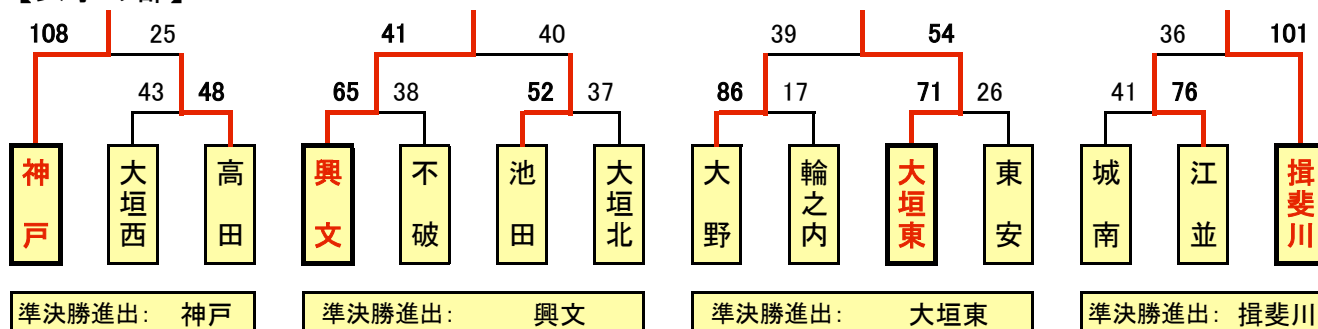 108 25 41 40 39 54 36 101
43 48 65 38 52 37 86 17 71 26 41 76
神戸 大垣西 高田 興文 不破 池田 大垣北 大野 輪之内 大垣東 東安 城南 江並 揖斐川
準決勝進出: 神戸 準決勝進出: 興文 準決勝進出: 大垣東 準決勝進出: 揖斐川